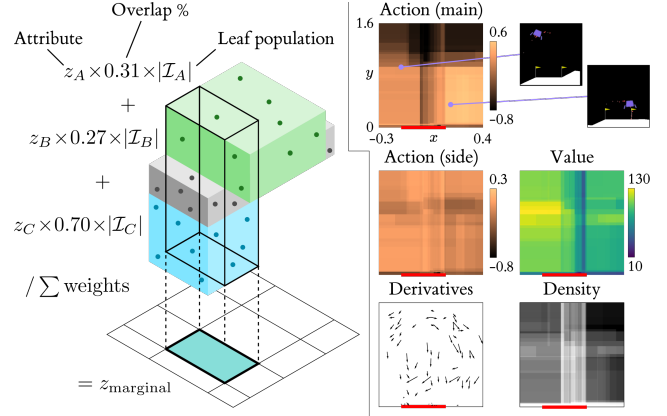 Overlap %
Attribute
Leaf population
z_A × 0.31 × |ℐ_A|
+
z_B × 0.27 × |ℐ_B|
+
z_C × 0.70 × |ℐ_C|
/ ∑ weights
= z_marginal
Action (main)
1.6
y
0
−0.3
x
0.4
0.6
−0.8
Action (side)
0.3
−0.8
Value
130
10
Derivatives
Density